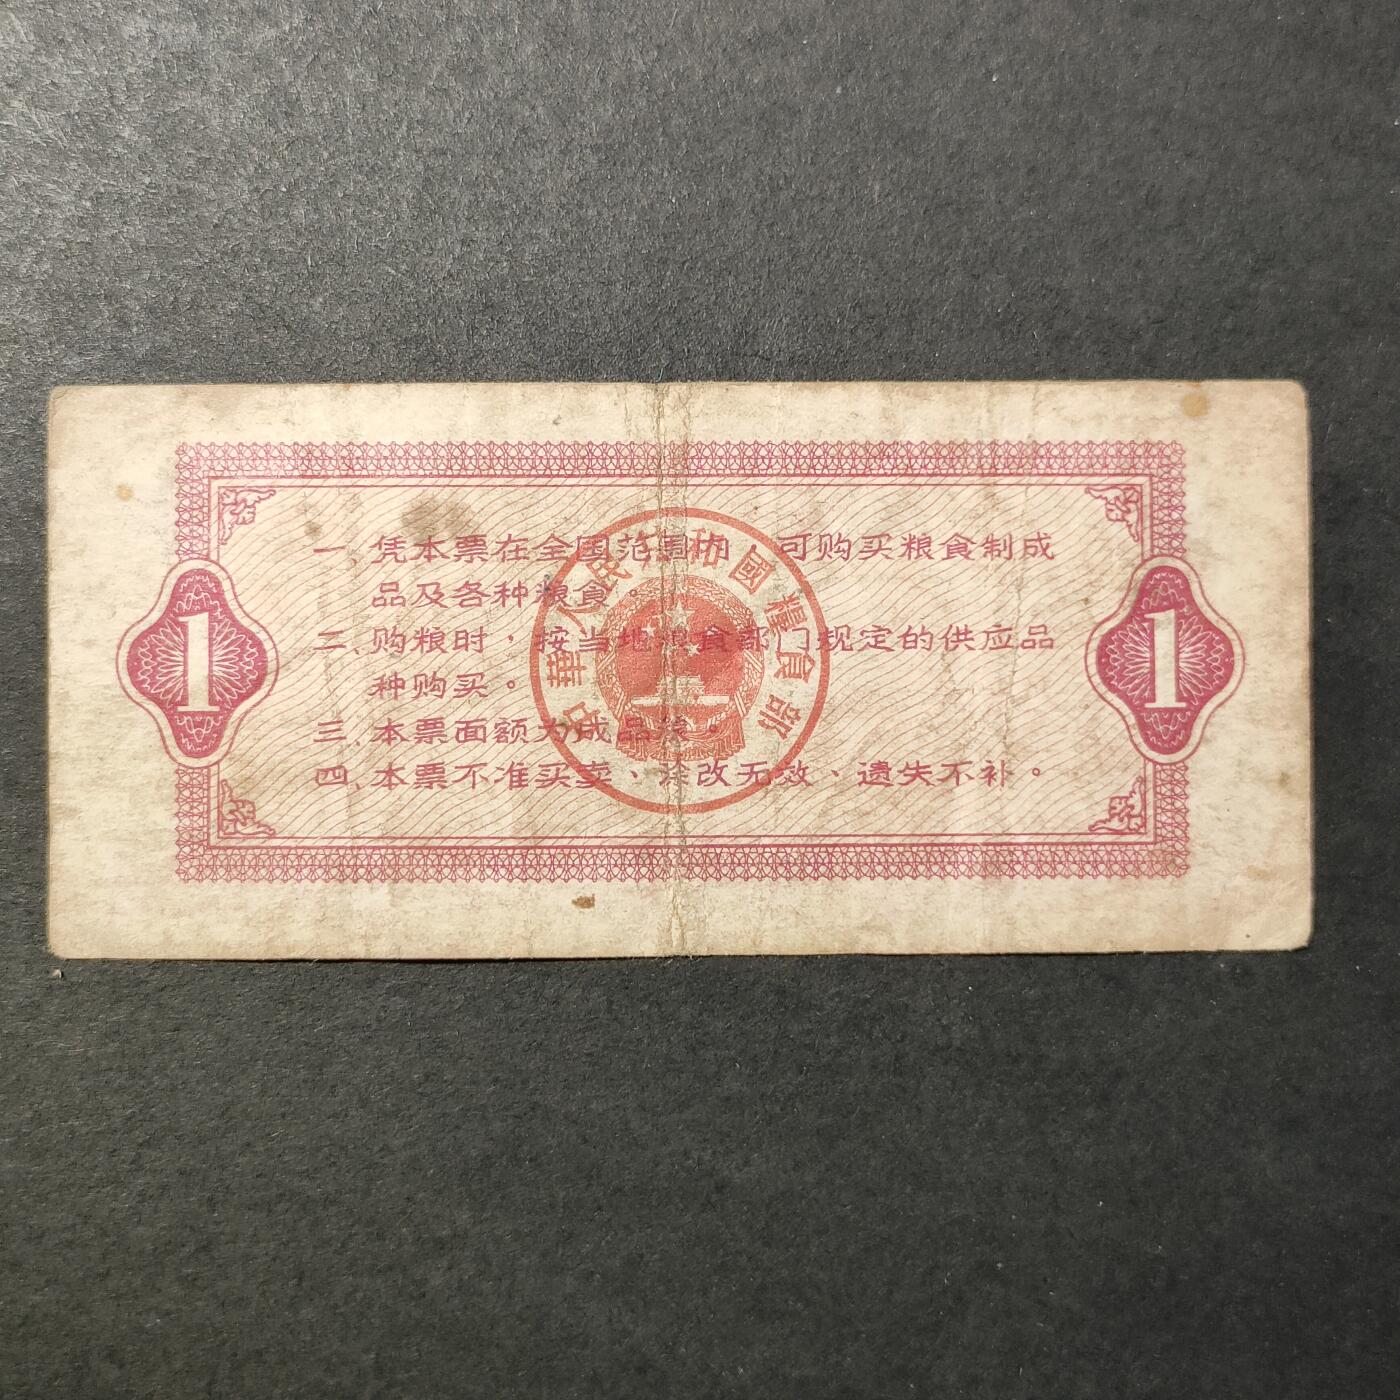 一、凭本票在全国范围内,可购买粮食制成
品及各种粮食。
二、购粮时,按当地粮食部门规定的供应品
种购买。
三、本票面额为成品粮。
四、本票不准买卖、涂改无效、遗失不补。
中華人民共和國糧食部
1
1